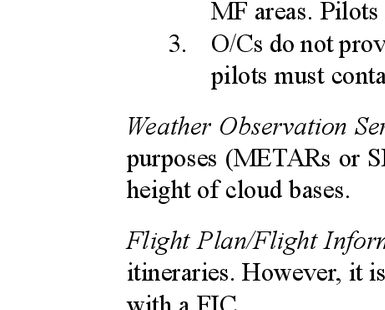 MF areas. Pilots
3. O/Cs do not prov
pilots must conta
Weather Observation Ser
purposes (METARs or SP
height of cloud bases.
Flight Plan/Flight Inform
itineraries. However, it is
with a FIC